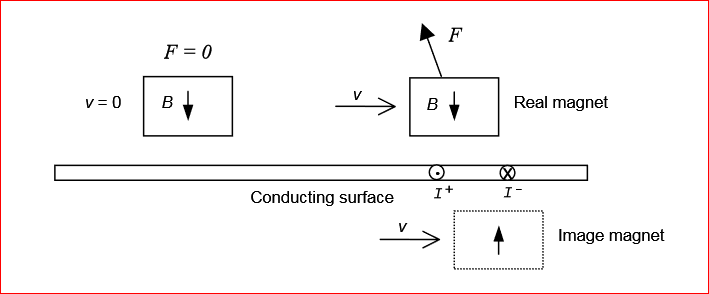 F = 0
v = 0
B
F
v
B
Real magnet
Conducting surface
I⁺
I⁻
v
Image magnet